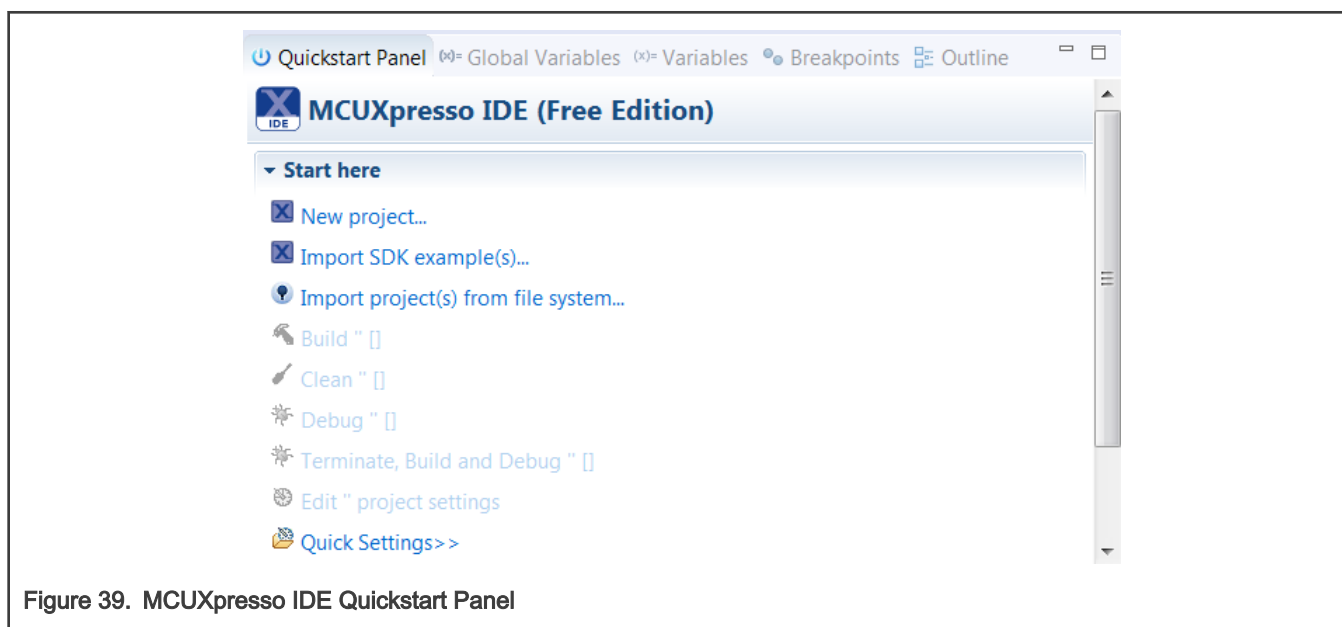 Quickstart Panel (x)= Global Variables (x)= Variables Breakpoints Outline
IDE MCUXpresso IDE (Free Edition)
Start here
New project...
Import SDK example(s)...
Import project(s) from file system...
Build '' []
Clean '' []
Debug '' []
Terminate, Build and Debug '' []
Edit '' project settings
Quick Settings>>
Figure 39. MCUXpresso IDE Quickstart Panel